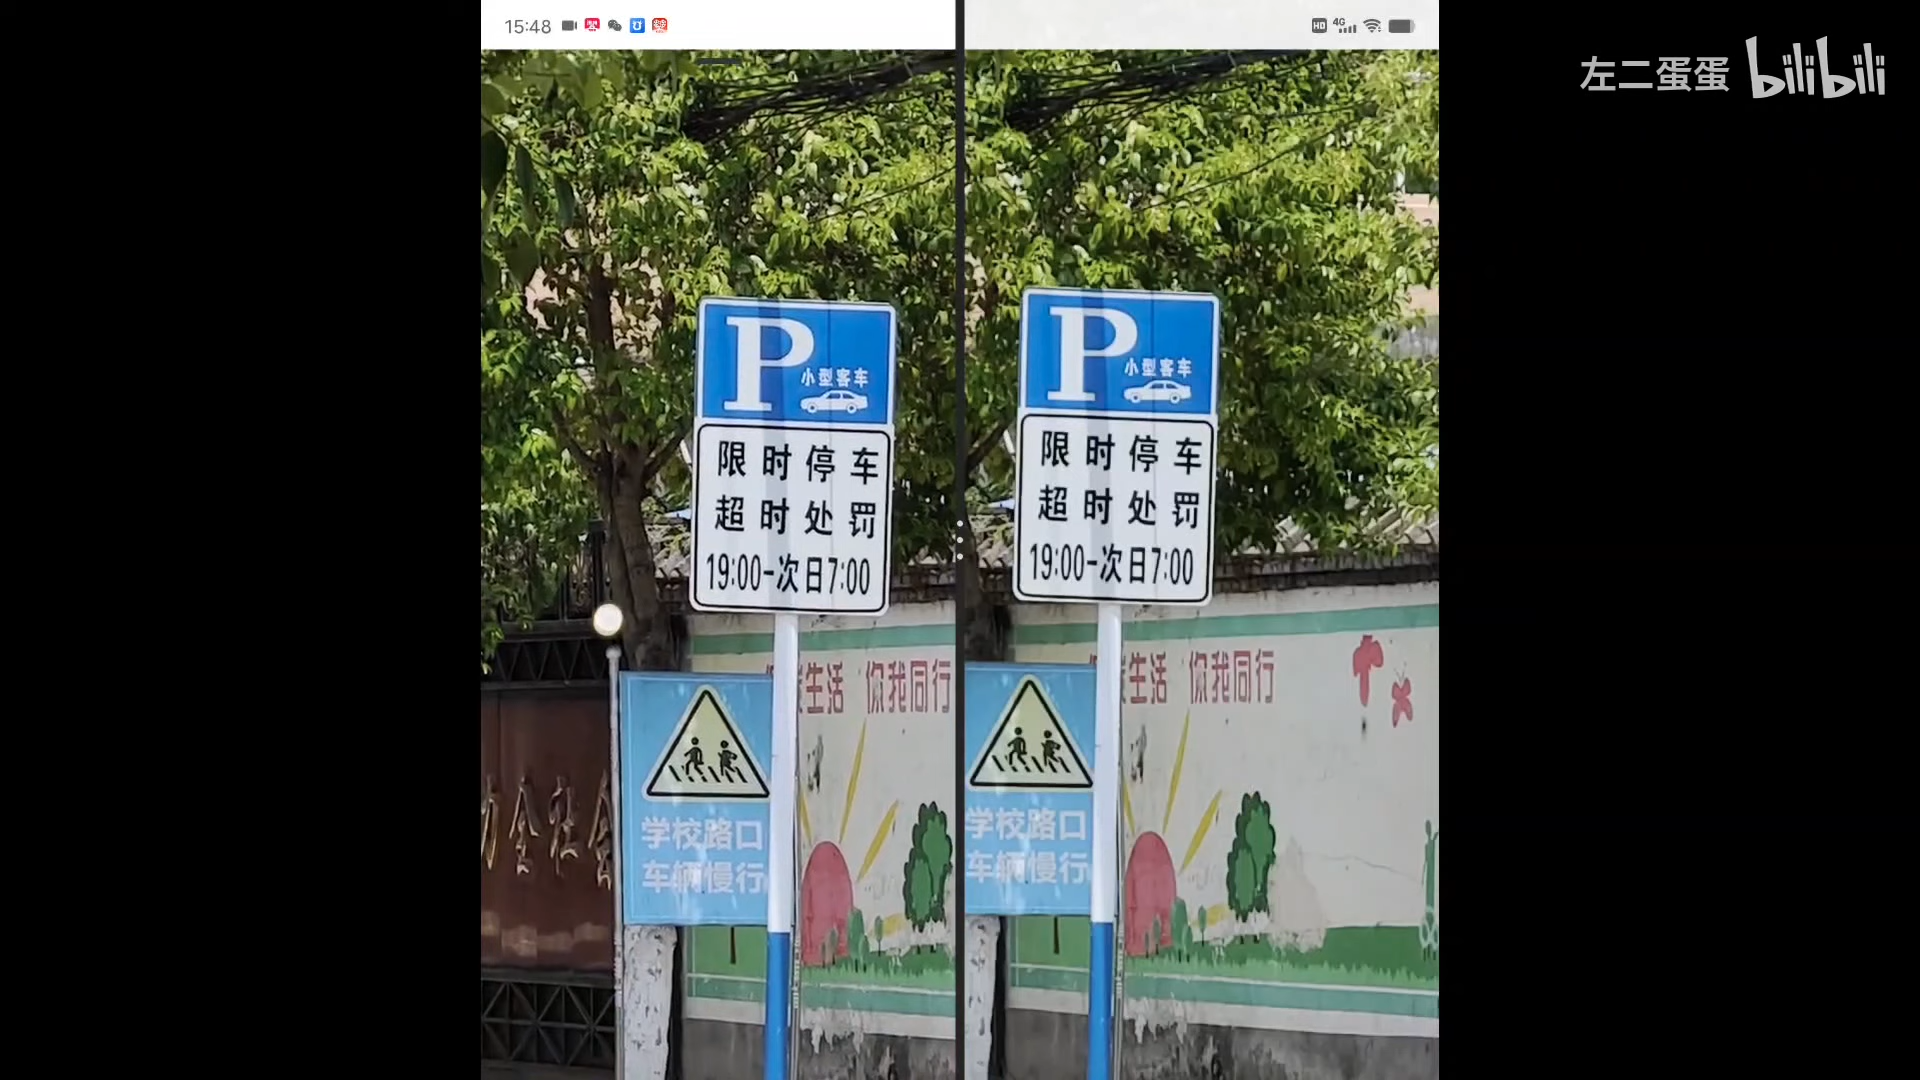 15:48
HD 4G
左二蛋蛋 bilibili
P
小型客车
限时停车
超时处罚
19:00-次日7:00
生活 你我同行
学校路口
车辆慢行
P
小型客车
限时停车
超时处罚
19:00-次日7:00
生活 你我同行
学校路口
车辆慢行